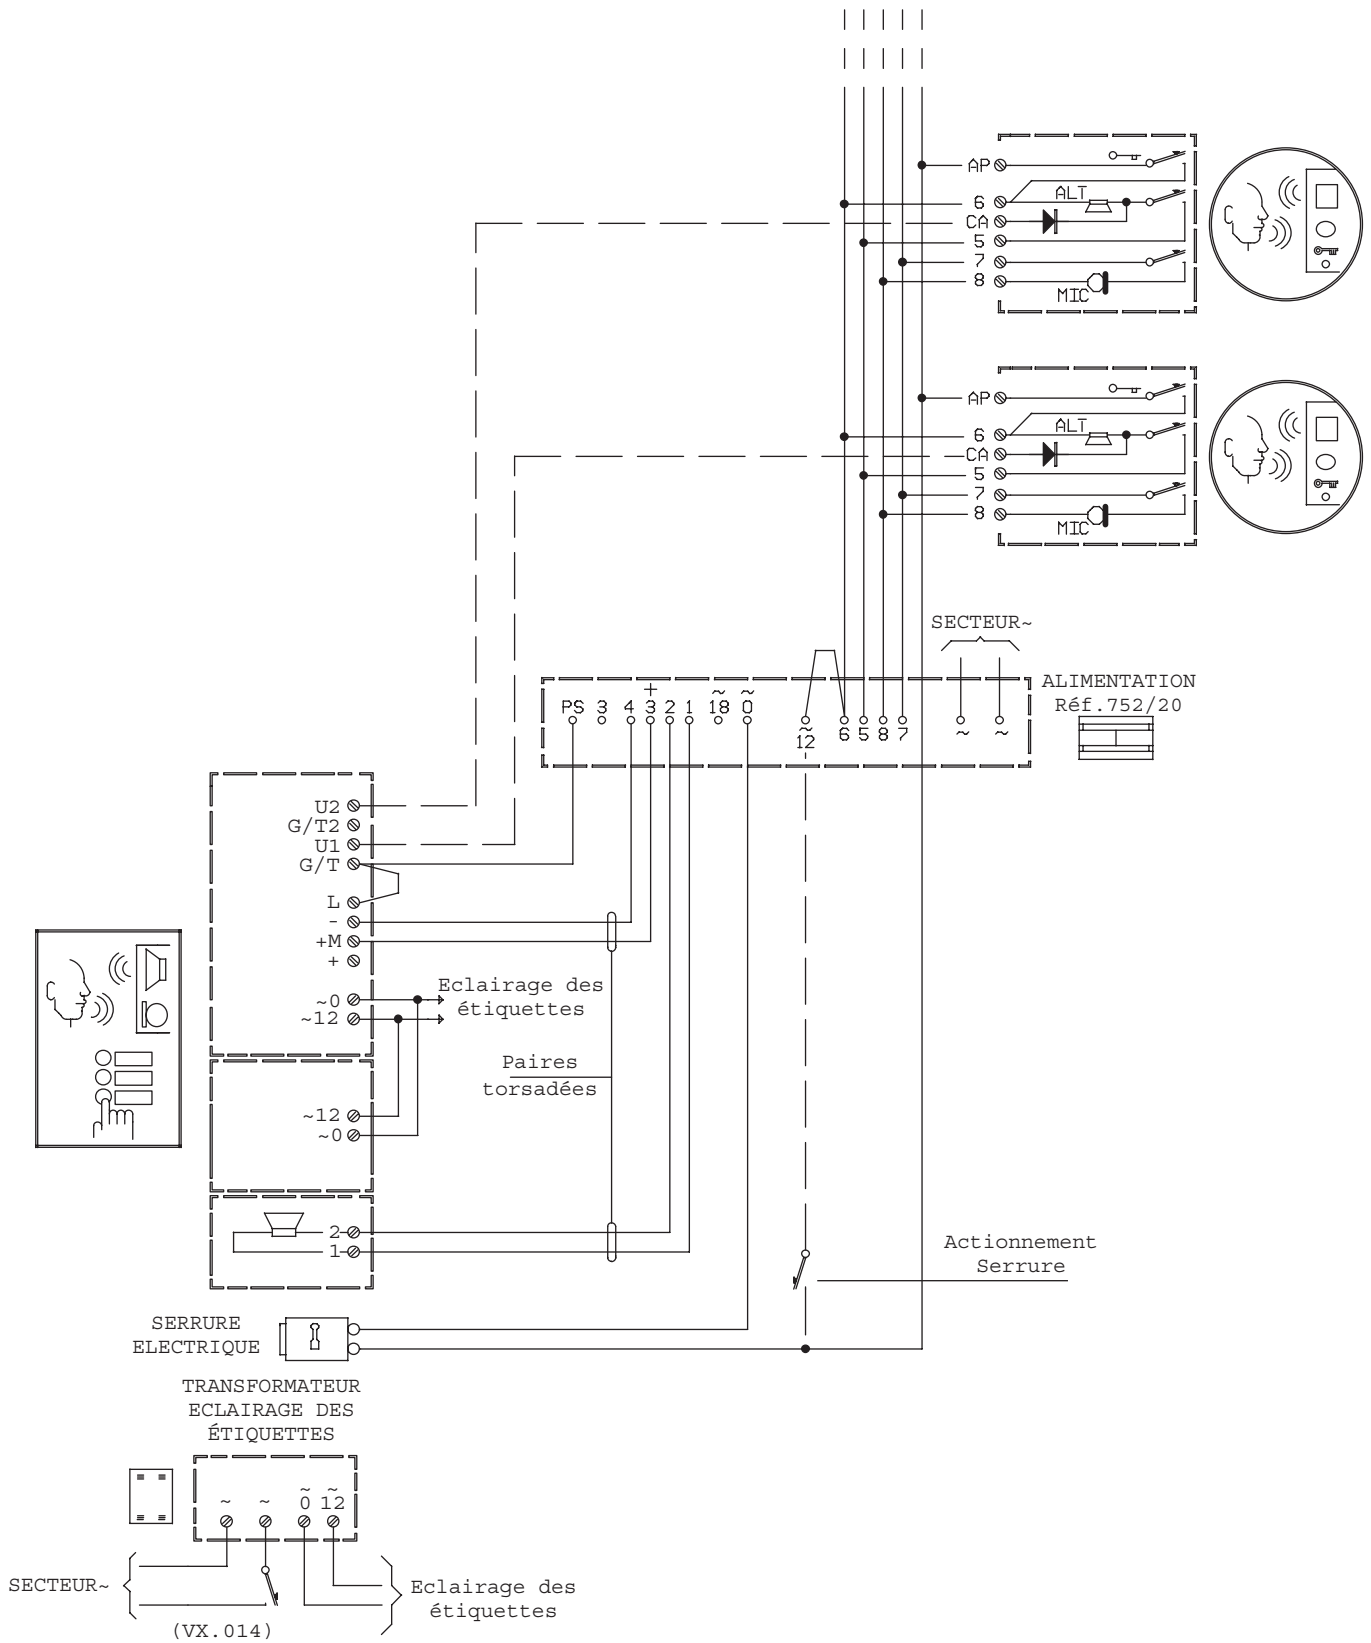 AP
6
ALT
CA
5
7
8
MIC
AP
6
ALT
CA
5
7
8
MIC
SECTEUR~
ALIMENTATION
Réf.752/20
+
~ ~
PS 3 4 3 2 1 18 0
~
12
6 5 8 7 ~ ~
U2
G/T2
U1
G/T
L
-
+M
+
~0
~12
Eclairage des
étiquettes
Paires
torsadées
~12
~0
2
1
Actionnement
Serrure
SERRURE
ELECTRIQUE
TRANSFORMATEUR
ECLAIRAGE DES
ÉTIQUETTES
~ ~
~ ~ 0 12
SECTEUR~
Eclairage des
étiquettes
(VX.014)